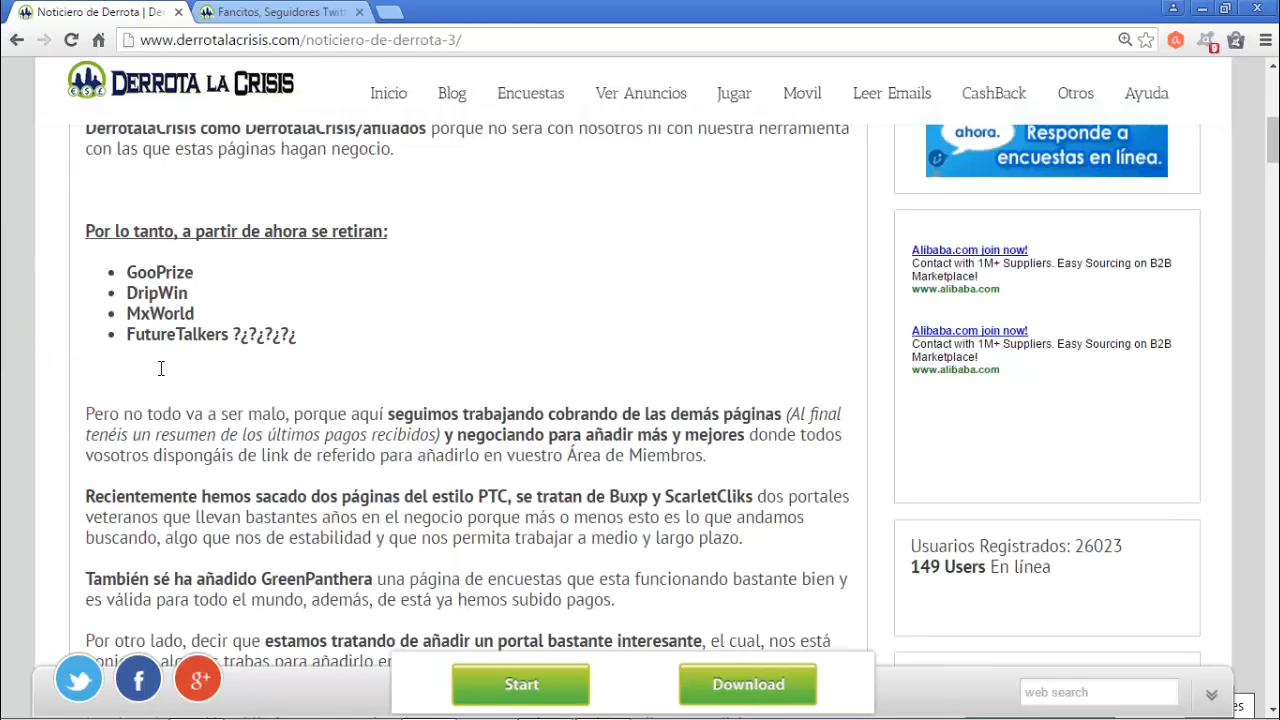 Noticiero de Derrota | De
Fancitos, Seguidores Twit
www.derrotalacrisis.com/noticiero-de-derrota-3/
9
DERROTA LA CRISIS
Inicio Blog Encuestas Ver Anuncios Jugar Movil Leer Emails CashBack Otros Ayuda
DerrotalaCrisis como DerrotalaCrisis/afiliados porque no será con nosotros ni con nuestra herramienta
con las que estas páginas hagan negocio.
Por lo tanto, a partir de ahora se retiran:
• GooPrize
• DripWin
• MxWorld
• FutureTalkers ?¿?¿?¿?¿
Pero no todo va a ser malo, porque aquí seguimos trabajando cobrando de las demás páginas (Al final
tenéis un resumen de los últimos pagos recibidos) y negociando para añadir más y mejores donde todos
vosotros dispongáis de link de referido para añadirlo en vuestro Área de Miembros.
Recientemente hemos sacado dos páginas del estilo PTC, se tratan de Buxp y ScarletCliks dos portales
veteranos que llevan bastantes años en el negocio porque más o menos esto es lo que andamos
buscando, algo que nos de estabilidad y que nos permita trabajar a medio y largo plazo.
También sé ha añadido GreenPanthera una página de encuestas que esta funcionando bastante bien y
es válida para todo el mundo, además, de está ya hemos subido pagos.
Por otro lado, decir que estamos tratando de añadir un portal bastante interesante, el cual, nos está
trabas para añadirlo
ahora.
Responde a
encuestas en línea.
Alibaba.com join now!
Contact with 1M+ Suppliers. Easy Sourcing on B2B
Marketplace!
www.alibaba.com
Alibaba.com join now!
Contact with 1M+ Suppliers. Easy Sourcing on B2B
Marketplace!
www.alibaba.com
Usuarios Registrados: 26023
149 Users En línea
Start
Download
web search
es